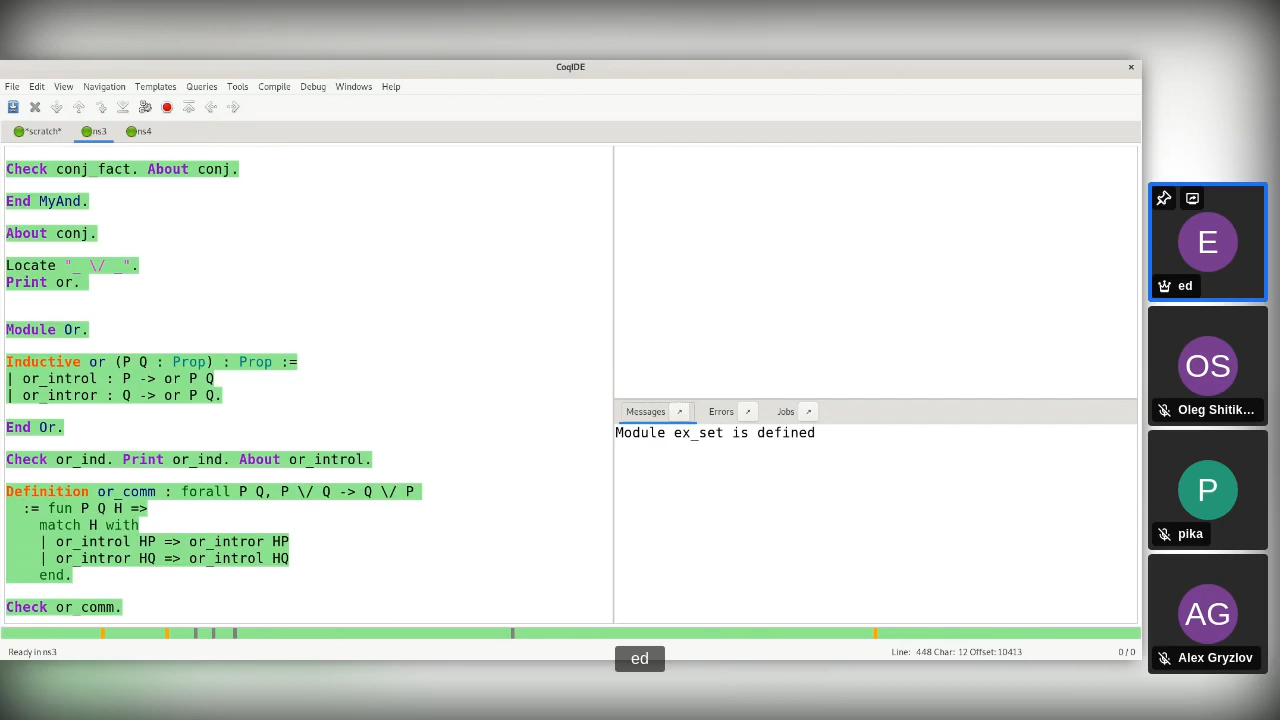 CoqIDE
×
File Edit View Navigation Templates Queries Tools Compile Debug Windows Help
*scratch* ns3 ns4
Check conj_fact. About conj.
End MyAnd.
About conj.
Locate "_ \/ _".
Print or.
Module Or.
Inductive or (P Q : Prop) : Prop :=
| or_introl : P -> or P Q
| or_intror : Q -> or P Q.
End Or.
Check or_ind. Print or_ind. About or_introl.
Definition or_comm : forall P Q, P \/ Q -> Q \/ P
:= fun P Q H =>
match H with
| or_introl HP => or_intror HP
| or_intror HQ => or_introl HQ
end.
Check or_comm.
Messages Errors Jobs
Module ex_set is defined
Ready in ns3
Line: 448 Char: 12 Offset: 10413
0 / 0
ed
E
ed
OS
Oleg Shitik...
P
pika
AG
Alex Gryzlov